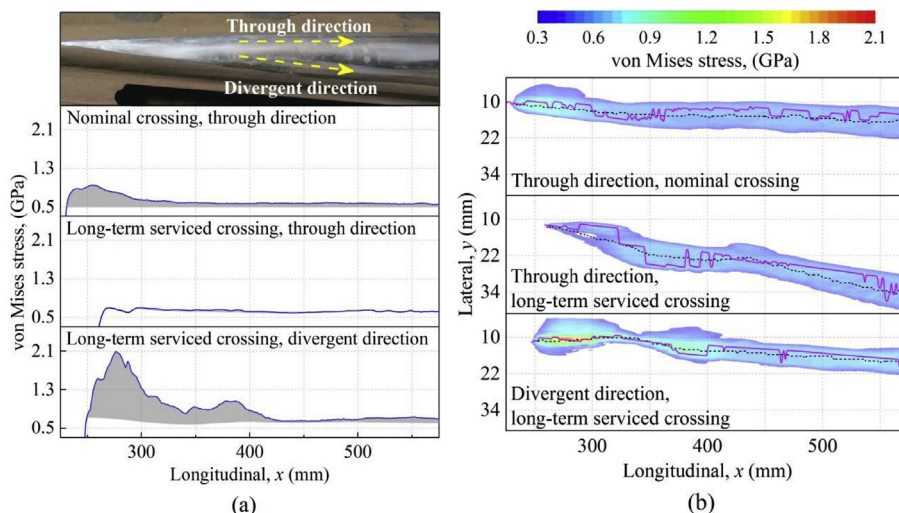 Through direction
Divergent direction
Nominal crossing, through direction
2.1
1.3
0.5
Long-term serviced crossing, through direction
2.1
1.3
0.5
Long-term serviced crossing, divergent direction
2.1
1.3
0.5
von Mises stress, (GPa)
300
400
500
Longitudinal, x (mm)
(a)
0.3 0.6 0.9 1.2 1.5 1.8 2.1
von Mises stress, (GPa)
10
22
34
Through direction, nominal crossing
10
22
34
Through direction,
long-term serviced crossing
10
22
34
Divergent direction,
long-term serviced crossing
Lateral, y (mm)
300
400
500
Longitudinal, x (mm)
(b)